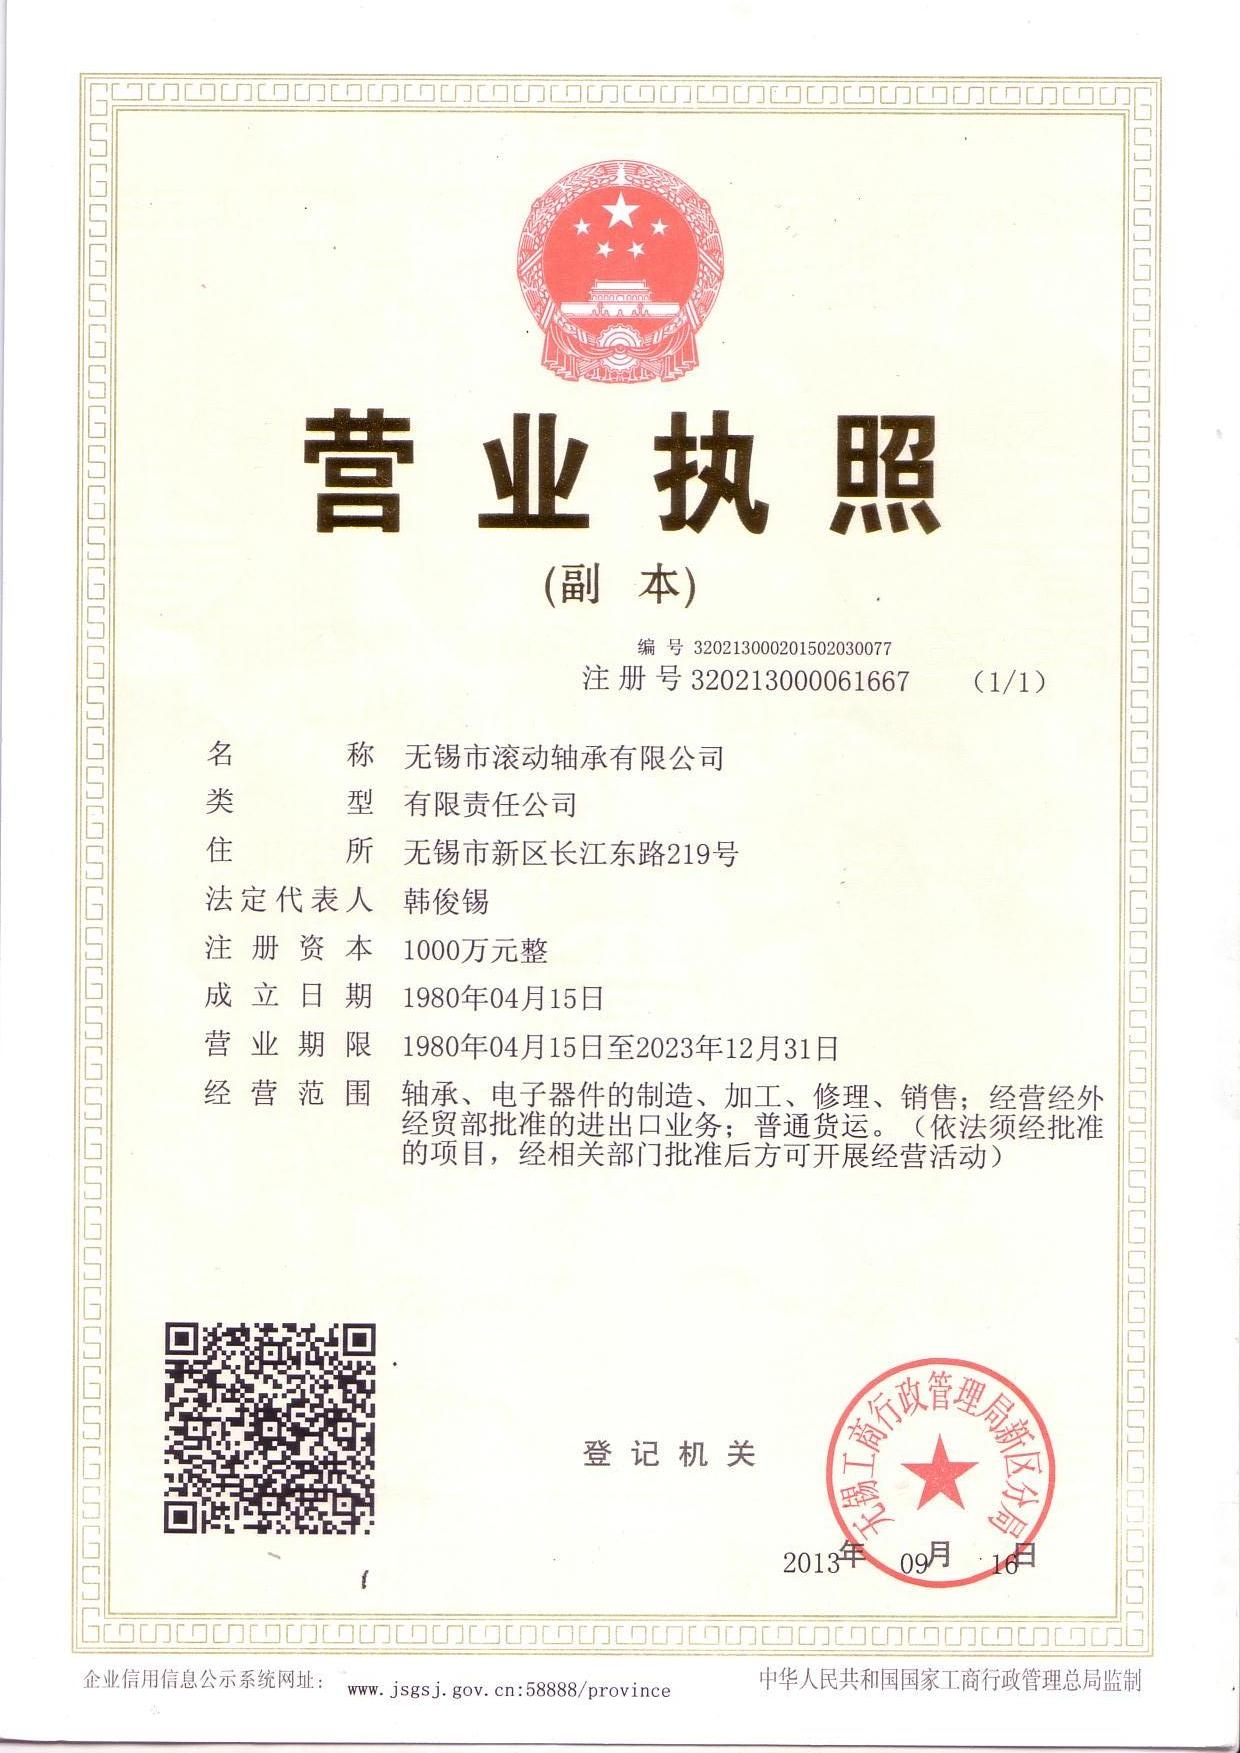 营业执照
(副 本)
编 号 320213000201502030077
注 册 号 320213000061667 （1/1）
名 称 无锡市滚动轴承有限公司
类 型 有限责任公司
住 所 无锡市新区长江东路219号
法定代表人 韩俊锡
注 册 资 本 1000万元整
成 立 日 期 1980年04月15日
营 业 期 限 1980年04月15日至2023年12月31日
经 营 范 围 轴承、电子器件的制造、加工、修理、销售；经营经外
经贸部批准的进出口业务；普通货运。（依法须经批准
的项目，经相关部门批准后方可开展经营活动）
登 记 机 关
无锡工商行政管理局新区分局
2013年 09月 16日
企业信用信息公示系统网址： www.jsgsj.gov.cn:58888/province
中华人民共和国国家工商行政管理总局监制